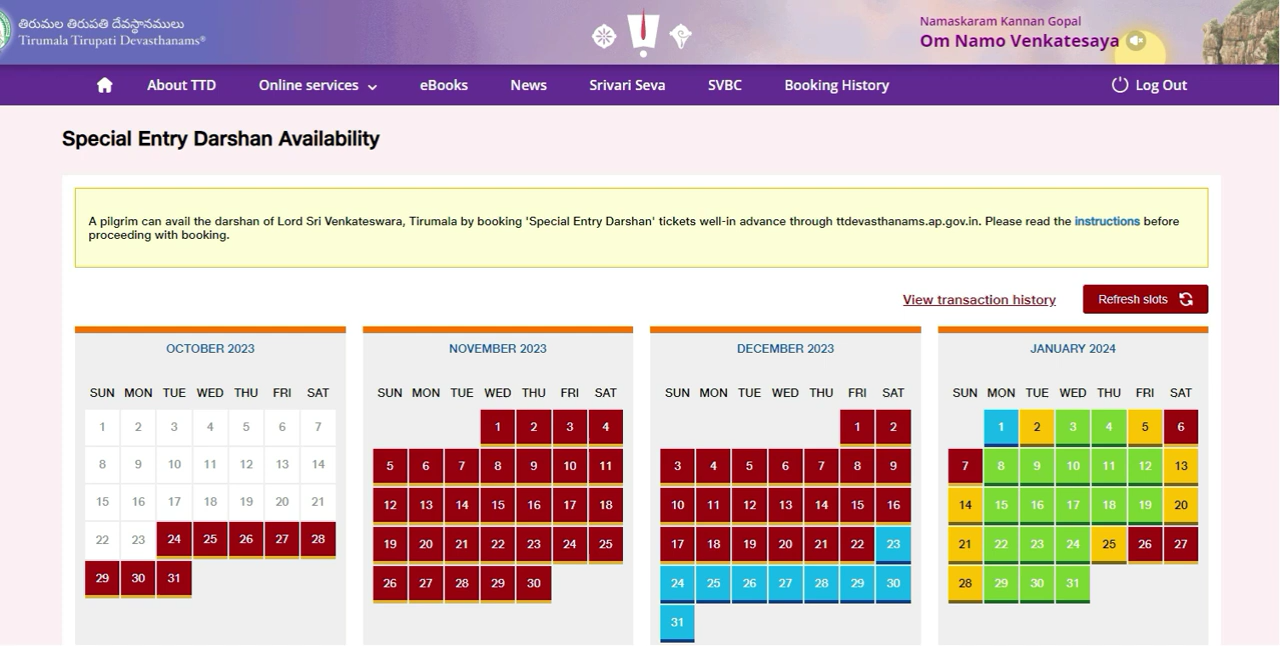 తిరుమల తిరుపతి దేవస్థానములు
Tirumala Tirupati Devasthanams®
Namaskaram Kannan Gopal
Om Namo Venkatesaya
About TTD Online services eBooks News Srivari Seva SVBC Booking History Log Out
Special Entry Darshan Availability
A pilgrim can avail the darshan of Lord Sri Venkateswara, Tirumala by booking 'Special Entry Darshan' tickets well-in advance through ttdevasthanams.ap.gov.in. Please read the instructions before
proceeding with booking.
View transaction history Refresh slots
OCTOBER 2023
SUN MON TUE WED THU FRI SAT
1 2 3 4 5 6 7
8 9 10 11 12 13 14
15 16 17 18 19 20 21
22 23 24 25 26 27 28
29 30 31
NOVEMBER 2023
SUN MON TUE WED THU FRI SAT
1 2 3 4
5 6 7 8 9 10 11
12 13 14 15 16 17 18
19 20 21 22 23 24 25
26 27 28 29 30
DECEMBER 2023
SUN MON TUE WED THU FRI SAT
1 2
3 4 5 6 7 8 9
10 11 12 13 14 15 16
17 18 19 20 21 22 23
24 25 26 27 28 29 30
31
JANUARY 2024
SUN MON TUE WED THU FRI SAT
1 2 3 4 5 6
7 8 9 10 11 12 13
14 15 16 17 18 19 20
21 22 23 24 25 26 27
28 29 30 31